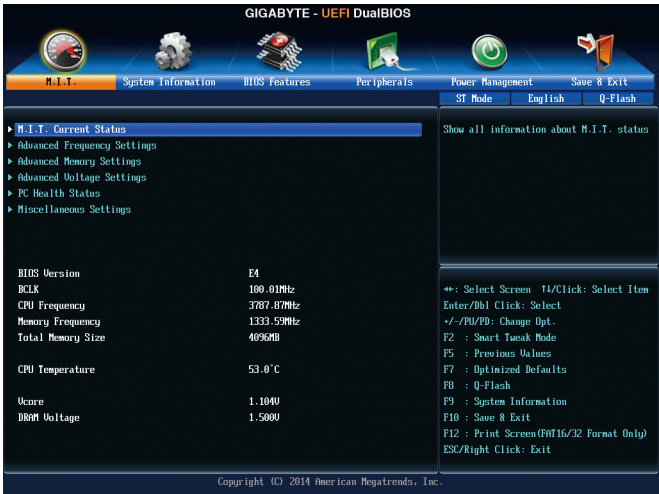 GIGABYTE - UEFI DualBIOS
M.I.T. System Information BIOS Features Peripherals Power Management Save & Exit
ST Mode English Q-Flash
M.I.T. Current Status
Advanced Frequency Settings
Advanced Memory Settings
Advanced Voltage Settings
PC Health Status
Miscellaneous Settings
Show all information about M.I.T. status
BIOS Version E4
BCLK 100.01MHz
CPU Frequency 3787.87MHz
Memory Frequency 1333.59MHz
Total Memory Size 4096MB
CPU Temperature 53.0°C
Vcore 1.104V
DRAM Voltage 1.500V
→←: Select Screen ↑↓/Click: Select Item
Enter/Dbl Click: Select
+/-/PU/PD: Change Opt.
F2 : Smart Tweak Mode
F5 : Previous Values
F7 : Optimized Defaults
F8 : Q-Flash
F9 : System Information
F10 : Save & Exit
F12 : Print Screen(FAT16/32 Format Only)
ESC/Right Click: Exit
Copyright (C) 2014 American Megatrends, Inc.